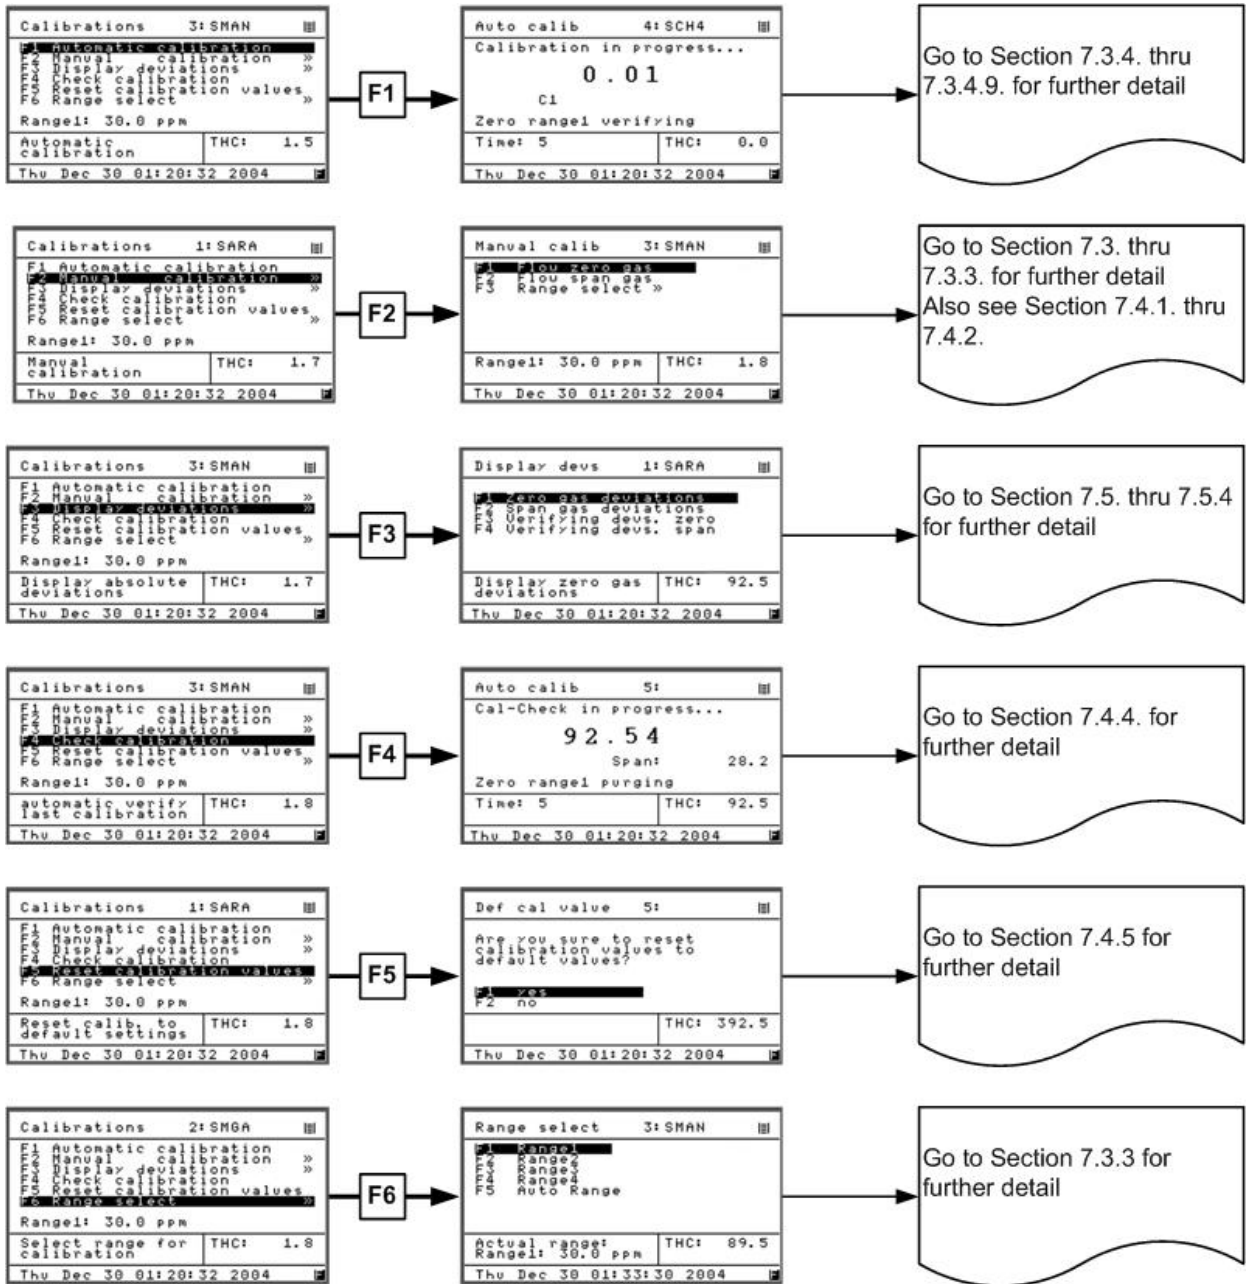 Calibrations 3:SMAN
F1 Automatic calibration
F2 Manual calibration »
F3 Display deviations »
F4 Check calibration
F5 Reset calibration values
F6 Range select »
Range1: 30.0 ppm
Automatic calibration THC: 1.5
Thu Dec 30 01:20:32 2004
F1
Auto calib 4:SCH4
Calibration in progress...
0.01
C1
Zero range1 verifying
Time: 5 THC: 0.0
Thu Dec 30 01:20:32 2004
Go to Section 7.3.4. thru
7.3.4.9. for further detail
Calibrations 1:SARA
F1 Automatic calibration
F2 Manual calibration »
F3 Display deviations »
F4 Check calibration
F5 Reset calibration values
F6 Range select »
Range1: 30.0 ppm
Manual calibration THC: 1.7
Thu Dec 30 01:20:32 2004
F2
Manual calib 3:SMAN
F1 Flow zero gas
F2 Flow span gas
F3 Range select »
Range1: 30.0 ppm THC: 1.8
Thu Dec 30 01:20:32 2004
Go to Section 7.3. thru
7.3.3. for further detail
Also see Section 7.4.1. thru
7.4.2.
Calibrations 3:SMAN
F1 Automatic calibration
F2 Manual calibration »
F3 Display deviations »
F4 Check calibration
F5 Reset calibration values
F6 Range select »
Range1: 30.0 ppm
Display absolute deviations THC: 1.7
Thu Dec 30 01:20:32 2004
F3
Display devs 1:SARA
F1 Zero gas deviations
F2 Span gas deviations
F3 Verifying devs. zero
F4 Verifying devs. span
Display zero gas deviations THC: 92.5
Thu Dec 30 01:20:32 2004
Go to Section 7.5. thru 7.5.4
for further detail
Calibrations 3:SMAN
F1 Automatic calibration
F2 Manual calibration »
F3 Display deviations »
F4 Check calibration
F5 Reset calibration values
F6 Range select »
Range1: 30.0 ppm
automatic verify last calibration THC: 1.8
Thu Dec 30 01:20:32 2004
F4
Auto calib 5:
Cal-Check in progress...
92.54
Span: 28.2
Zero range1 purging
Time: 5 THC: 92.5
Thu Dec 30 01:20:32 2004
Go to Section 7.4.4. for
further detail
Calibrations 1:SARA
F1 Automatic calibration
F2 Manual calibration »
F3 Display deviations »
F4 Check calibration
F5 Reset calibration values
F6 Range select »
Range1: 30.0 ppm
Reset calib. to default settings THC: 1.8
Thu Dec 30 01:20:32 2004
F5
Def cal value 5:
Are you sure to reset
calibration values to
default values?
F1 yes
F2 no
THC: 392.5
Thu Dec 30 01:20:32 2004
Go to Section 7.4.5 for
further detail
Calibrations 2:SMGA
F1 Automatic calibration
F2 Manual calibration »
F3 Display deviations »
F4 Check calibration
F5 Reset calibration values
F6 Range select »
Range1: 30.0 ppm
Select range for calibration THC: 1.8
Thu Dec 30 01:20:32 2004
F6
Range select 3:SMAN
F1 Range1
F2 Range2
F3 Range3
F4 Range4
F5 Auto Range
Actual range:
Range1: 30.0 ppm THC: 89.5
Thu Dec 30 01:33:30 2004
Go to Section 7.3.3 for
further detail